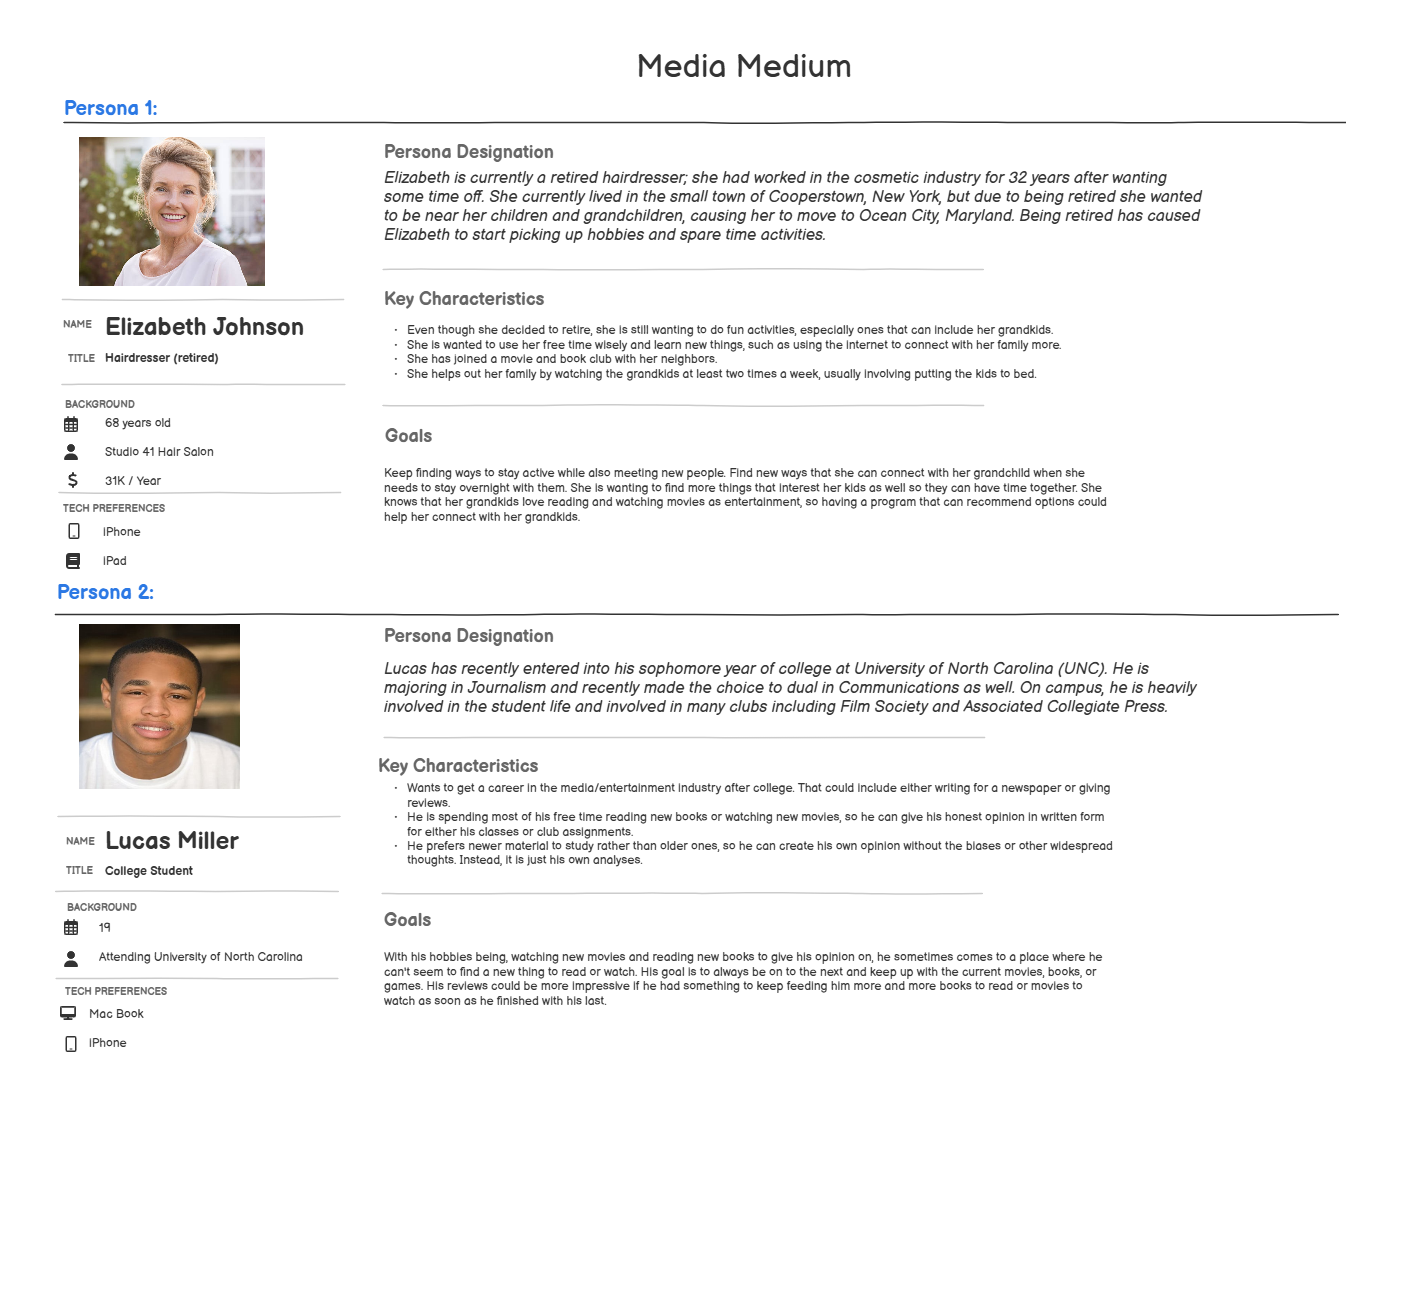 Media Medium
Persona 1:
Persona Designation
Elizabeth is currently a retired hairdresser; she had worked in the cosmetic industry for 32 years after wanting
some time off. She currently lived in the small town of Cooperstown, New York, but due to being retired she wanted
to be near her children and grandchildren, causing her to move to Ocean City, Maryland. Being retired has caused
Elizabeth to start picking up hobbies and spare time activities.
NAME Elizabeth Johnson
TITLE Hairdresser (retired)
BACKGROUND
68 years old
Studio 41 Hair Salon
31K / Year
TECH PREFERENCES
iPhone
iPad
Key Characteristics
· Even though she decided to retire, she is still wanting to do fun activities, especially ones that can include her grandkids.
· She is wanted to use her free time wisely and learn new things, such as using the internet to connect with her family more.
· She has joined a movie and book club with her neighbors.
· She helps out her family by watching the grandkids at least two times a week, usually involving putting the kids to bed.
Goals
Keep finding ways to stay active while also meeting new people. Find new ways that she can connect with her grandchild when she
needs to stay overnight with them. She is wanting to find more things that interest her kids as well so they can have time together. She
knows that her grandkids love reading and watching movies as entertainment, so having a program that can recommend options could
help her connect with her grandkids.
Persona 2:
Persona Designation
Lucas has recently entered into his sophomore year of college at University of North Carolina (UNC). He is
majoring in Journalism and recently made the choice to dual in Communications as well. On campus, he is heavily
involved in the student life and involved in many clubs including Film Society and Associated Collegiate Press.
NAME Lucas Miller
TITLE College Student
BACKGROUND
19
Attending University of North Carolina
TECH PREFERENCES
Mac Book
iPhone
Key Characteristics
· Wants to get a career in the media/entertainment industry after college. That could include either writing for a newspaper or giving
reviews.
· He is spending most of his free time reading new books or watching new movies, so he can give his honest opinion in written form
for either his classes or club assignments.
· He prefers newer material to study rather than older ones, so he can create his own opinion without the biases or other widespread
thoughts. Instead, it is just his own analyses.
Goals
With his hobbies being, watching new movies and reading new books to give his opinion on, he sometimes comes to a place where he
can't seem to find a new thing to read or watch. His goal is to always be on to the next and keep up with the current movies, books, or
games. His reviews could be more impressive if he had something to keep feeding him more and more books to read or movies to
watch as soon as he finished with his last.